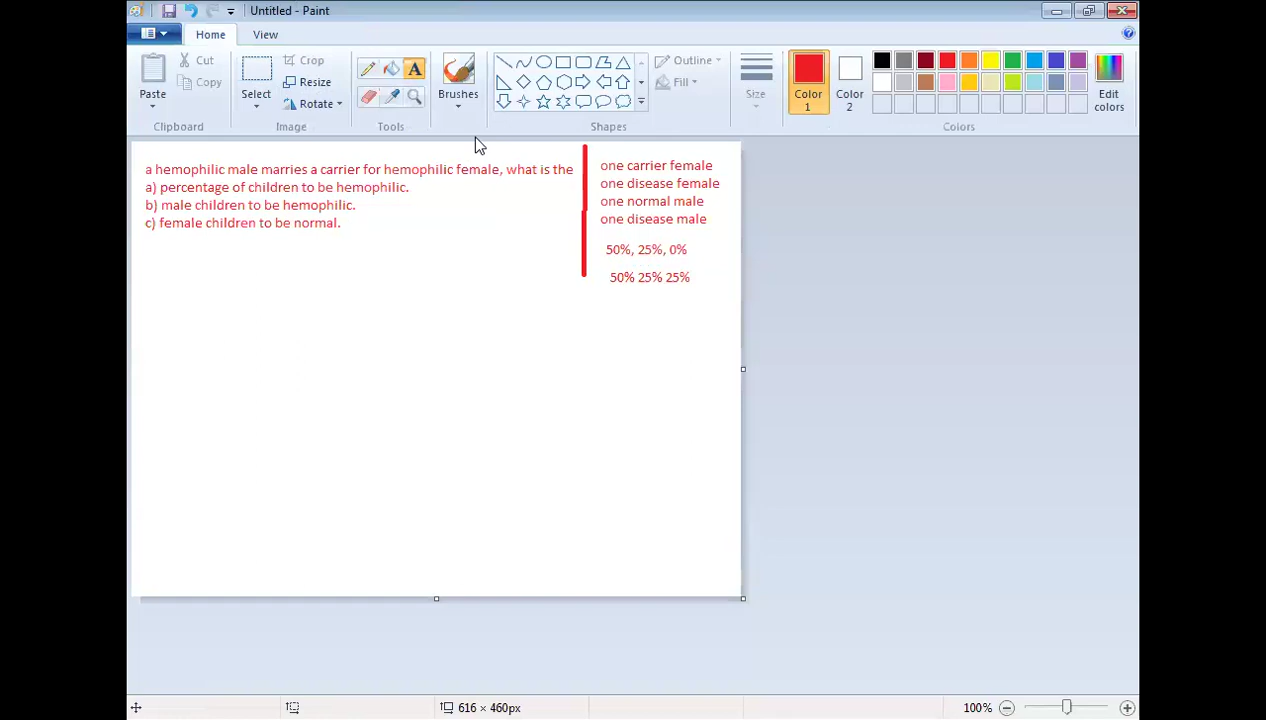 Untitled - Paint
Home
View
Paste
Cut
Copy
Clipboard
Select
Crop
Resize
Rotate
Image
A
Tools
Brushes
Outline
Fill
Shapes
Size
Color 1
Color 2
Edit colors
Colors
a hemophilic male marries a carrier for hemophilic female, what is the
a) percentage of children to be hemophilic.
b) male children to be hemophilic.
c) female children to be normal.
one carrier female
one disease female
one normal male
one disease male
50%, 25%, 0%
50% 25% 25%
616 × 460px
100%